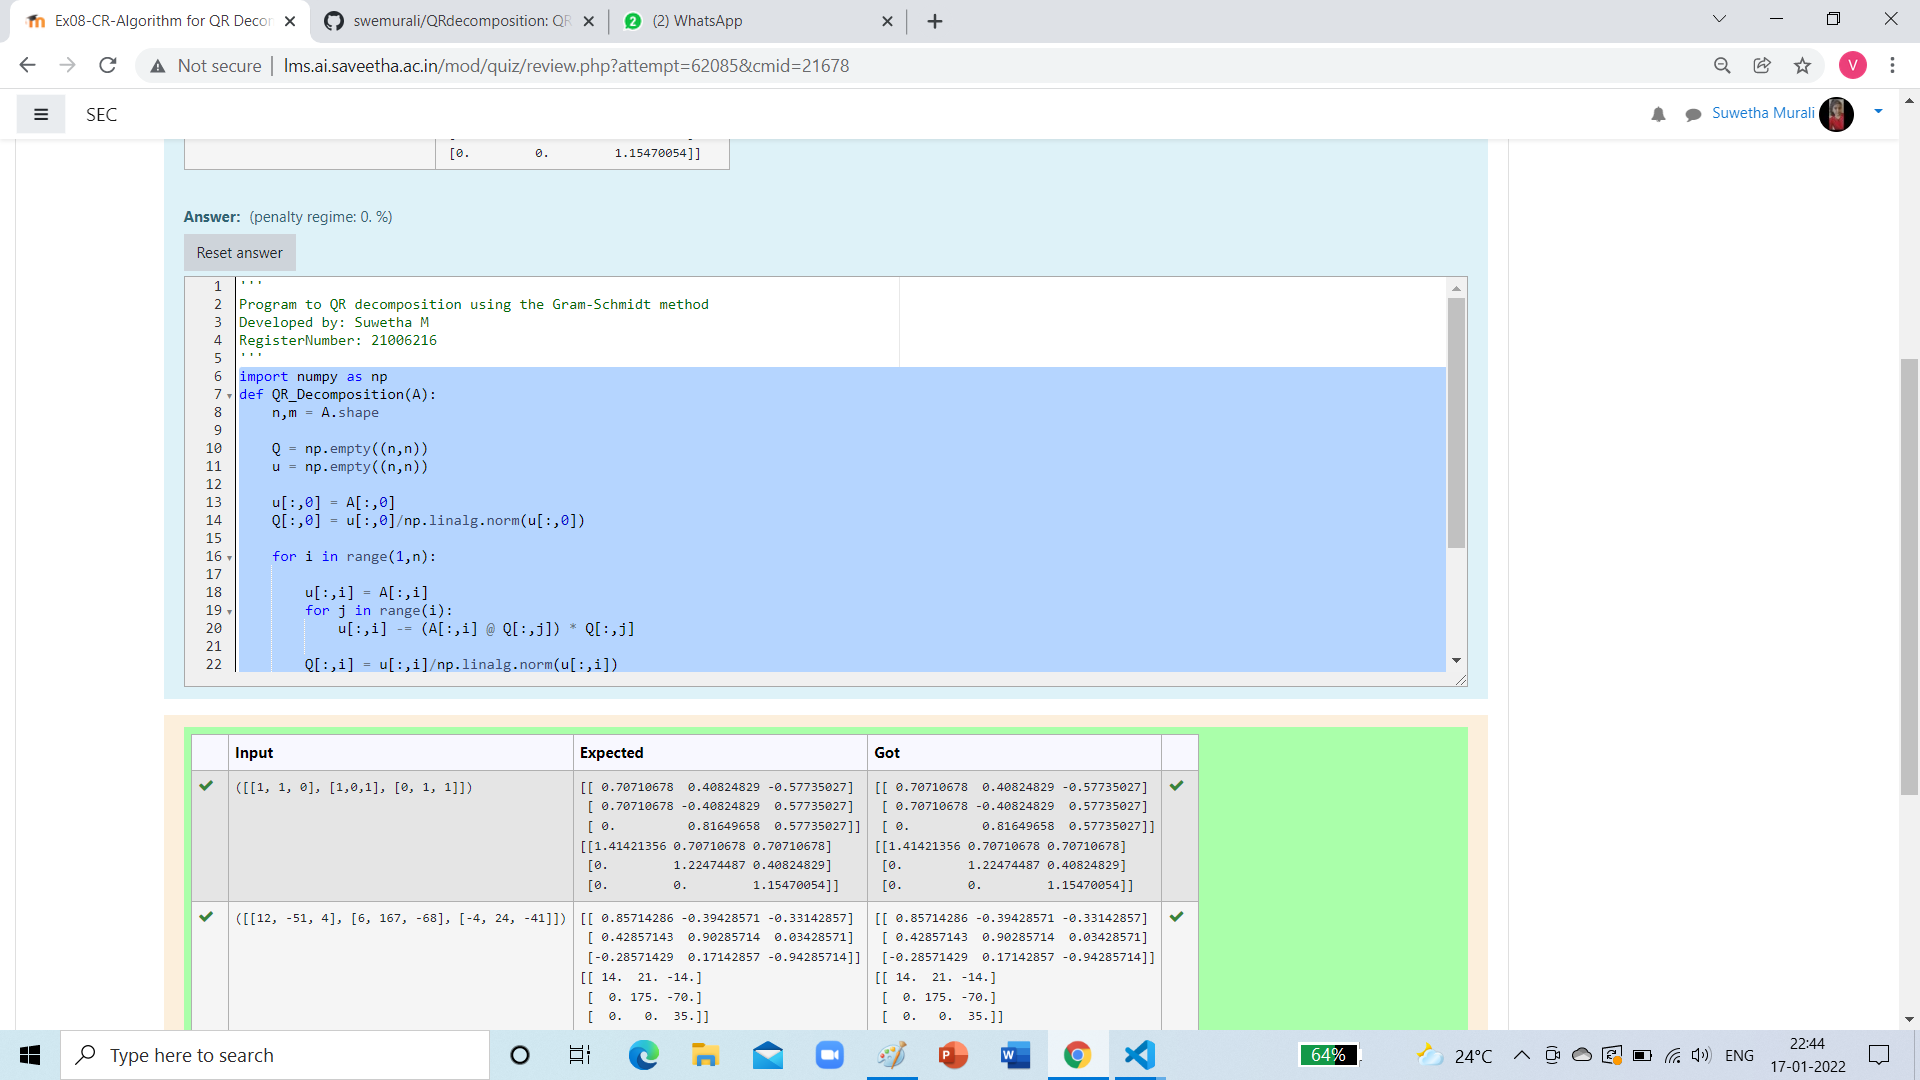 Ex08-CR-Algorithm for QR Decor
swemurali/QRdecomposition: QR
(2) WhatsApp
Not secure
lms.ai.saveetha.ac.in/mod/quiz/review.php?attempt=62085&cmid=21678
V
SEC
Suwetha Murali
[0.         0.         1.15470054]]
Answer: (penalty regime: 0. %)
Reset answer
1 '''
2 Program to QR decomposition using the Gram-Schmidt method
3 Developed by: Suwetha M
4 RegisterNumber: 21006216
5 '''
6 import numpy as np
7 def QR_Decomposition(A):
8     n,m = A.shape
9
10     Q = np.empty((n,n))
11     u = np.empty((n,n))
12
13     u[:,0] = A[:,0]
14     Q[:,0] = u[:,0]/np.linalg.norm(u[:,0])
15
16     for i in range(1,n):
17
18         u[:,i] = A[:,i]
19         for j in range(i):
20             u[:,i] -= (A[:,i] @ Q[:,j]) * Q[:,j]
21
22         Q[:,i] = u[:,i]/np.linalg.norm(u[:,i])
Input Expected Got
([[1, 1, 0], [1,0,1], [0, 1, 1]]) [[ 0.70710678  0.40824829 -0.57735027] [[ 0.70710678  0.40824829 -0.57735027]
[ 0.70710678 -0.40824829  0.57735027] [ 0.70710678 -0.40824829  0.57735027]
[ 0.          0.81649658  0.57735027]] [ 0.          0.81649658  0.57735027]]
[[1.41421356 0.70710678 0.70710678] [[1.41421356 0.70710678 0.70710678]
[0.         1.22474487 0.40824829] [0.         1.22474487 0.40824829]
[0.         0.         1.15470054]] [0.         0.         1.15470054]]
([[12, -51, 4], [6, 167, -68], [-4, 24, -41]]) [[ 0.85714286 -0.39428571 -0.33142857] [[ 0.85714286 -0.39428571 -0.33142857]
[ 0.42857143  0.90285714  0.03428571] [ 0.42857143  0.90285714  0.03428571]
[-0.28571429  0.17142857 -0.94285714]] [-0.28571429  0.17142857 -0.94285714]]
[[ 14.  21. -14.] [[ 14.  21. -14.]
[  0. 175. -70.] [  0. 175. -70.]
[  0.   0.  35.]] [  0.   0.  35.]]
Type here to search
64%
24°C
ENG
22:44
17-01-2022